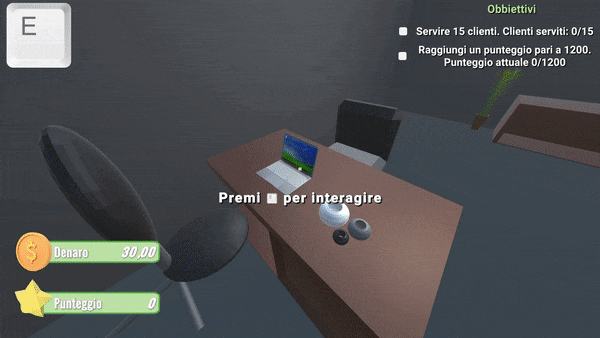 E
Obbiettivi
Servire 15 clienti. Clienti serviti: 0/15
Raggiungi un punteggio pari a 1200.
Punteggio attuale 0/1200
Premi per interagire
Denaro 30,00
Punteggio 0